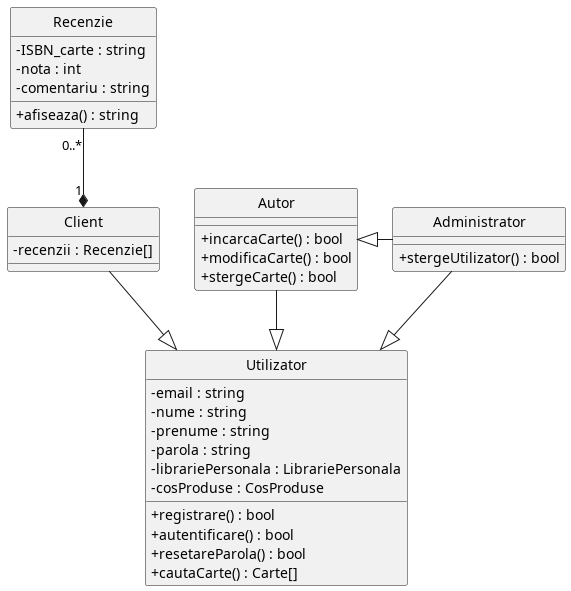 Recenzie
-ISBN_carte : string
-nota : int
-comentariu : string
+afiseaza() : string
0..*
1
Client
-recenzii : Recenzie[]
Autor
+incarcaCarte() : bool
+modificaCarte() : bool
+stergeCarte() : bool
Administrator
+stergeUtilizator() : bool
Utilizator
-email : string
-nume : string
-prenume : string
-parola : string
-librariePersonala : LibrariePersonala
-cosProduse : CosProduse
+registrare() : bool
+autentificare() : bool
+resetareParola() : bool
+cautaCarte() : Carte[]